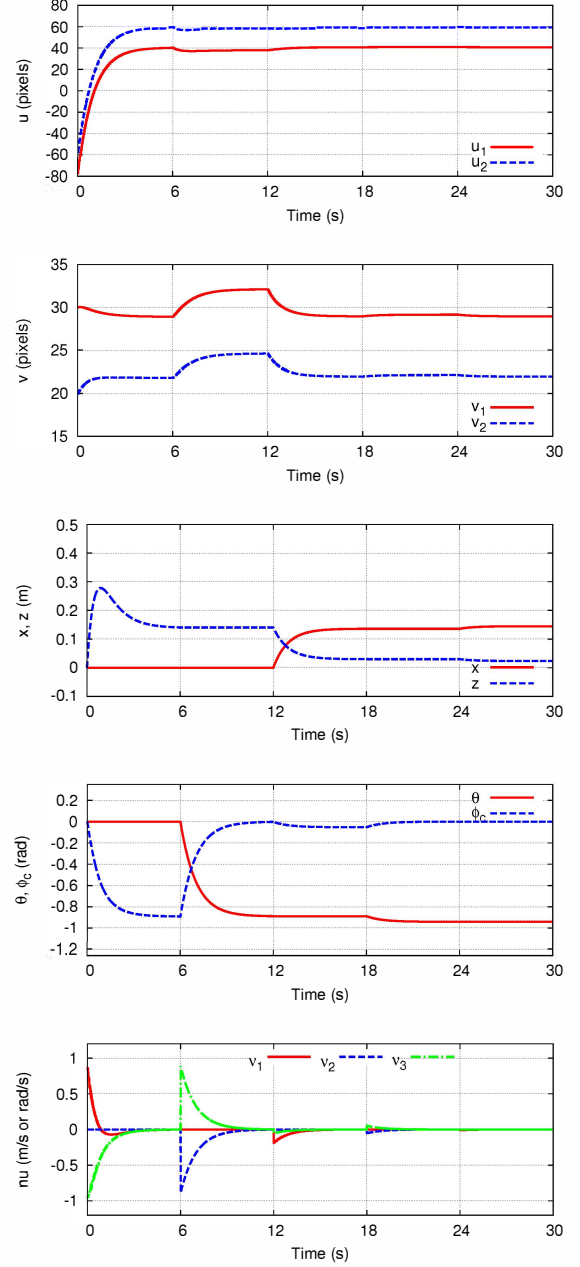 80
60
40
20
0
-20
-40
-60
-80
u (pixels)
u1
u2
0 6 12 18 24 30
Time (s)
35
30
25
20
15
v (pixels)
v1
v2
0 6 12 18 24 30
Time (s)
0.5
0.4
0.3
0.2
0.1
0
-0.1
x, z (m)
x
z
0 6 12 18 24 30
Time (s)
0.2
0
-0.2
-0.4
-0.6
-0.8
-1
-1.2
θ, ϕc (rad)
θ
ϕc
0 6 12 18 24 30
Time (s)
1
0.5
0
-0.5
-1
nu (m/s or rad/s)
ν1 ν2 ν3
0 6 12 18 24 30
Time (s)